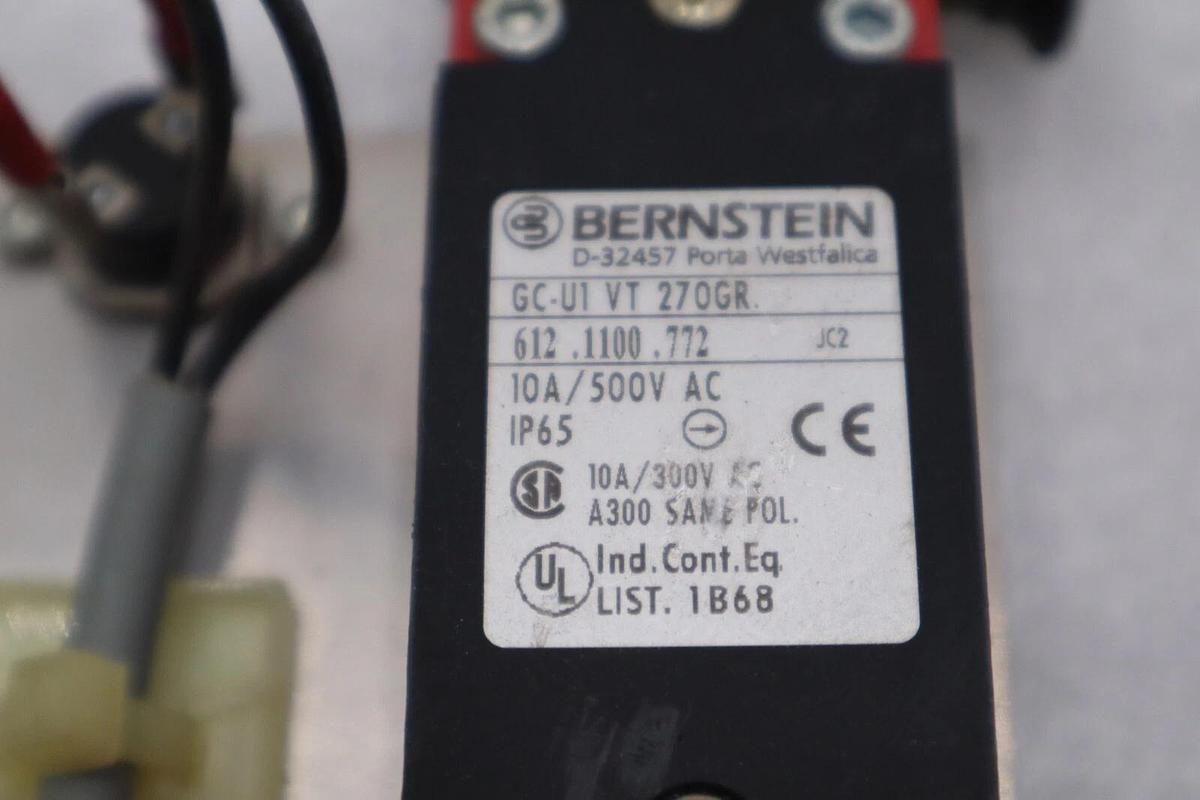 BERNSTEIN
D-32457 Porta Westfalica
GC-U1 VT 270GR.
612 .1100 .772 JC2
10A/500V AC
IP65 CE
SA 10A/300V AC
A300 SAME POL.
UL Ind.Cont.Eq.
LIST. 1B68